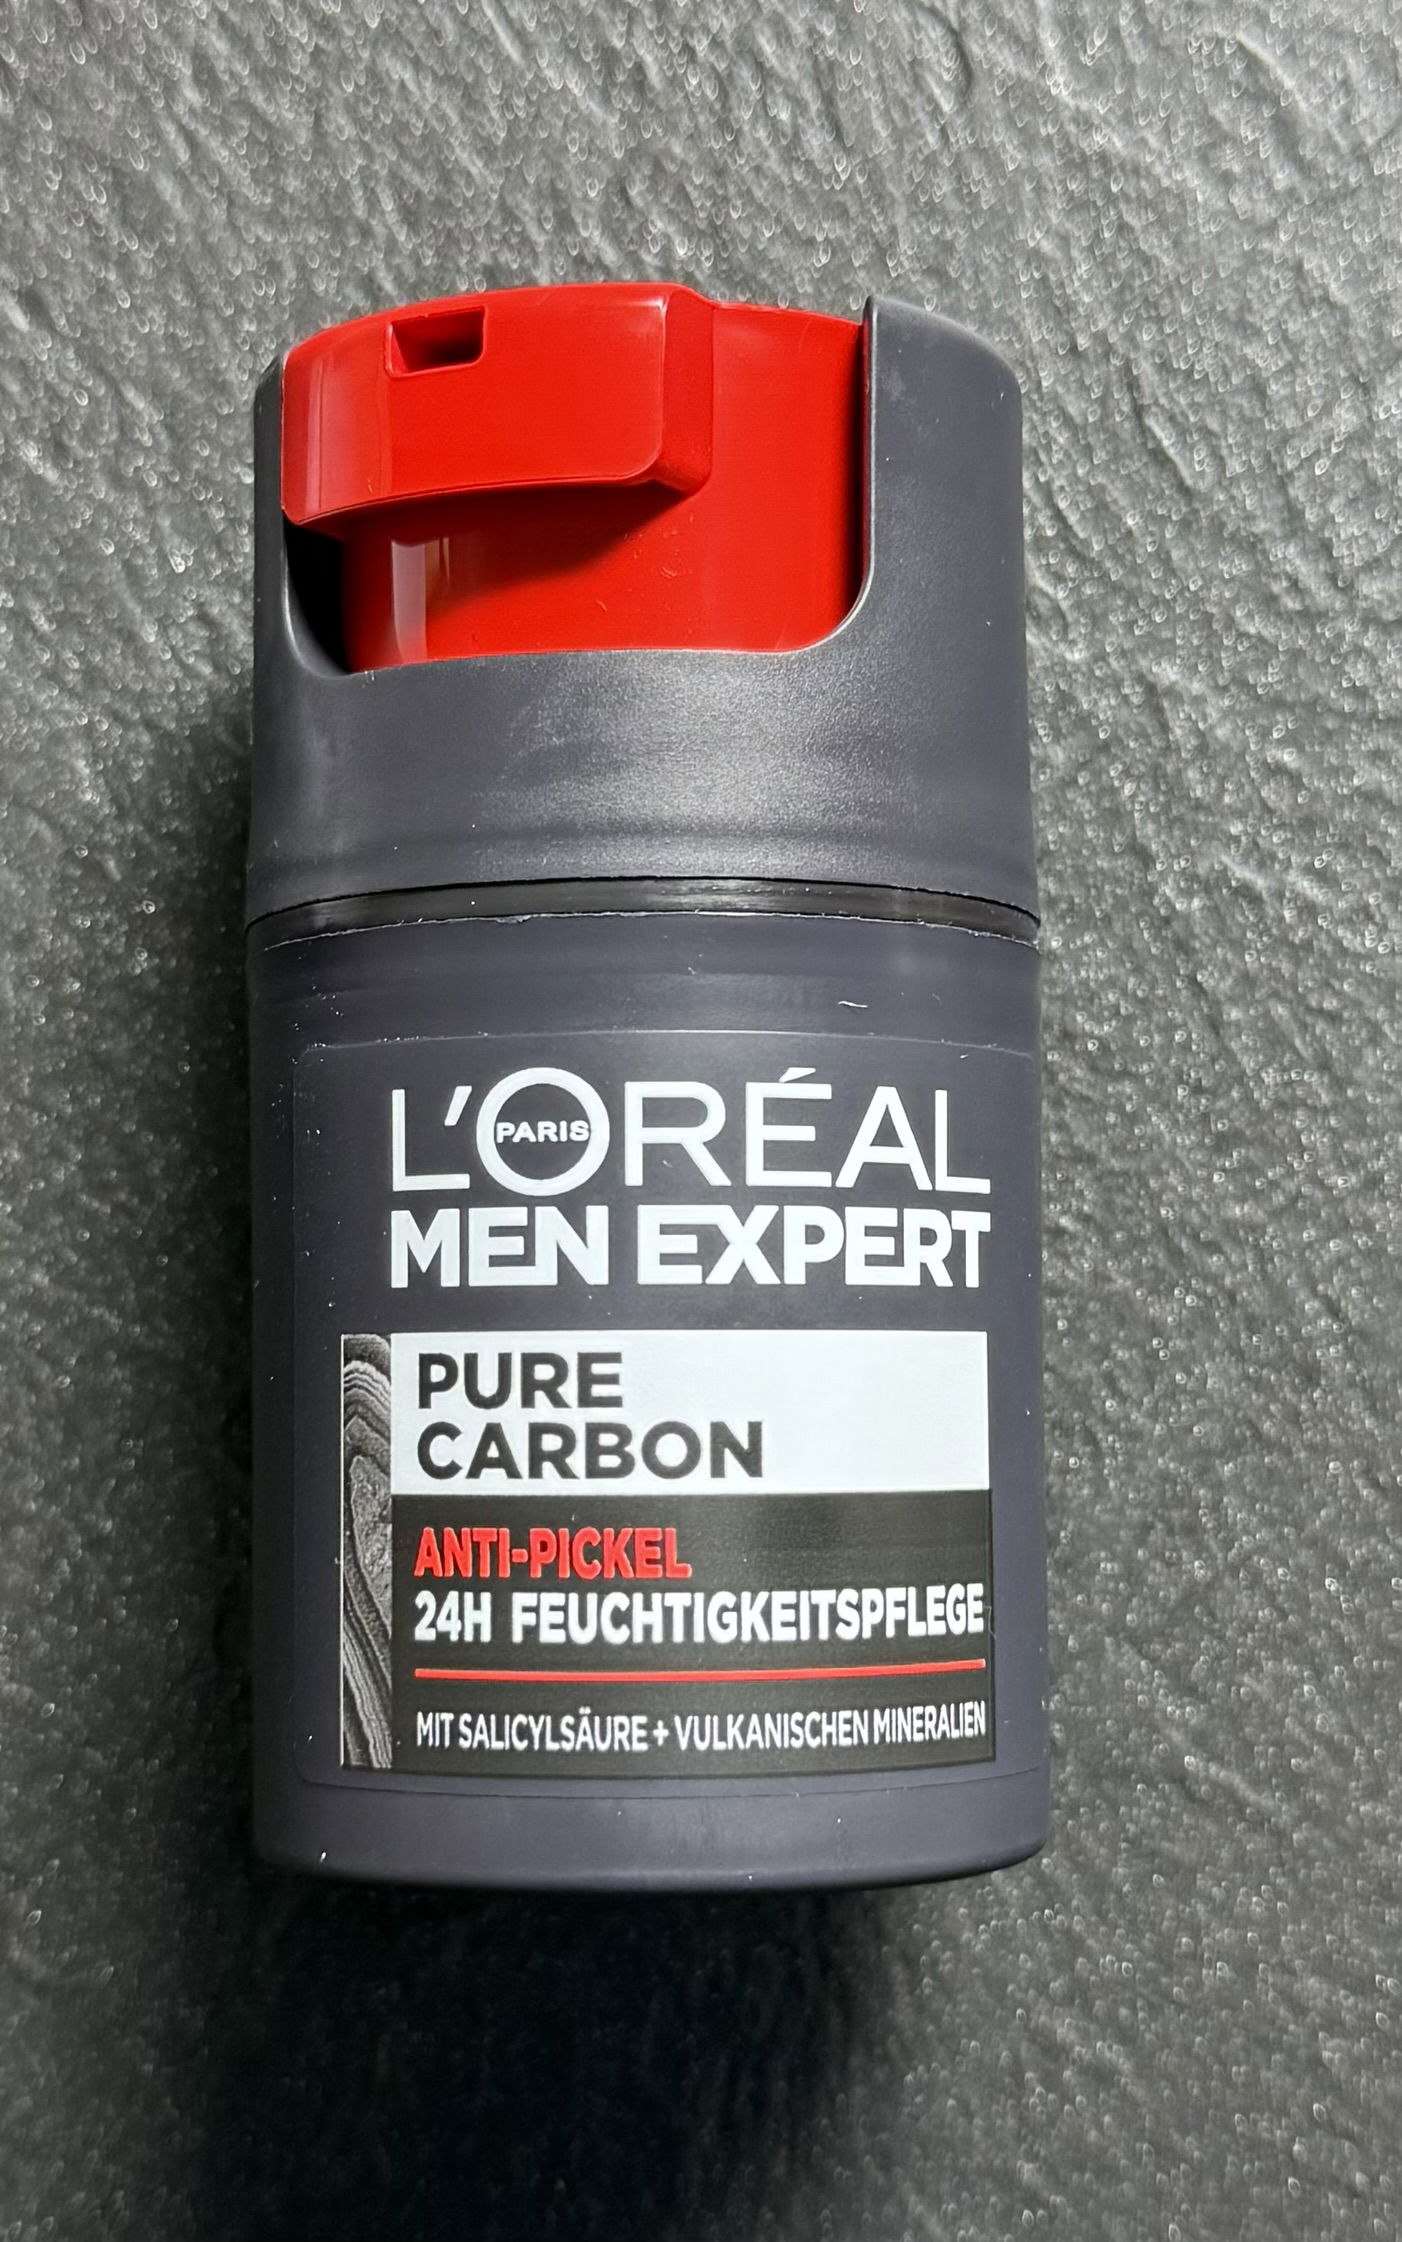 L'ORÉAL
PARIS
MEN EXPERT
PURE
CARBON
ANTI-PICKEL
24H FEUCHTIGKEITSPFLEGE
MIT SALICYLSÄURE + VULKANISCHEN MINERALIEN